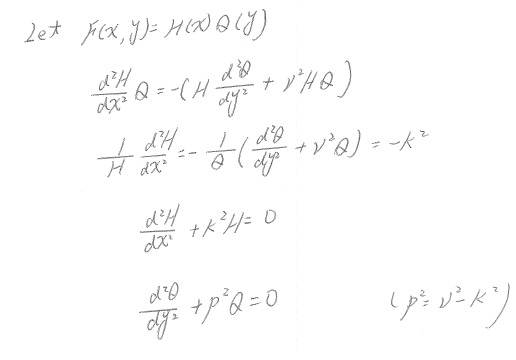 Let F(x, y) = H(x) Q(y)
d²H/dx² Q = -(H d²Q/dy² + ν²HQ)
1/H d²H/dx² = - 1/Q (d²Q/dy² + ν²Q) = -k²
d²H/dx² + k²H = 0
d²Q/dy² + p²Q = 0 (p² = ν² - k²)